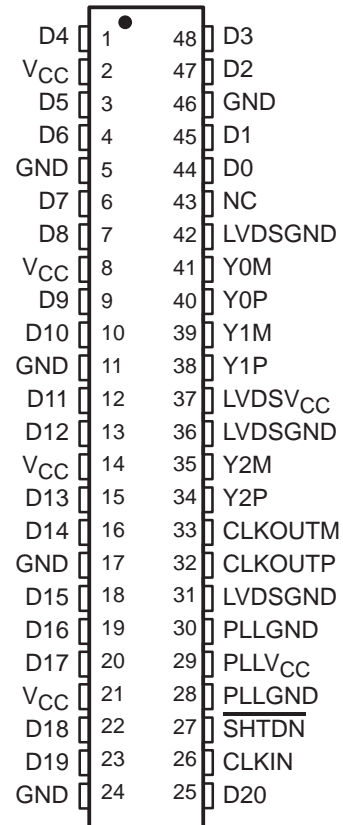 D4 1 48 D3
VCC 2 47 D2
D5 3 46 GND
D6 4 45 D1
GND 5 44 D0
D7 6 43 NC
D8 7 42 LVDSGND
VCC 8 41 Y0M
D9 9 40 Y0P
D10 10 39 Y1M
GND 11 38 Y1P
D11 12 37 LVDSVCC
D12 13 36 LVDSGND
VCC 14 35 Y2M
D13 15 34 Y2P
D14 16 33 CLKOUTM
GND 17 32 CLKOUTP
D15 18 31 LVDSGND
D16 19 30 PLLGND
D17 20 29 PLLVCC
VCC 21 28 PLLGND
D18 22 27 SHTDN
D19 23 26 CLKIN
GND 24 25 D20